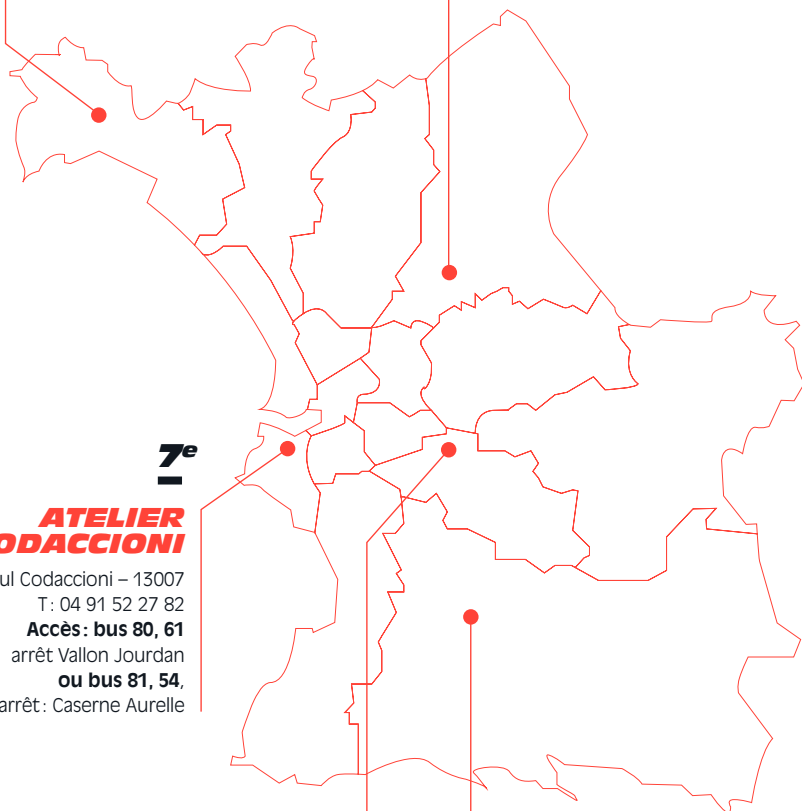 7e
ATELIER
ODACCIONI
ul Codaccioni – 13007
T : 04 91 52 27 82
Accès : bus 80, 61
arrêt Vallon Jourdan
ou bus 81, 54,
arrêt : Caserne Aurelle